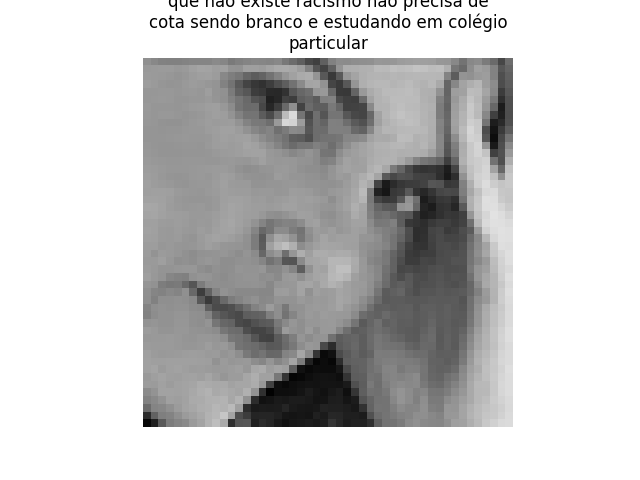 que não existe racismo não precisa de
cota sendo branco e estudando em colégio
particular